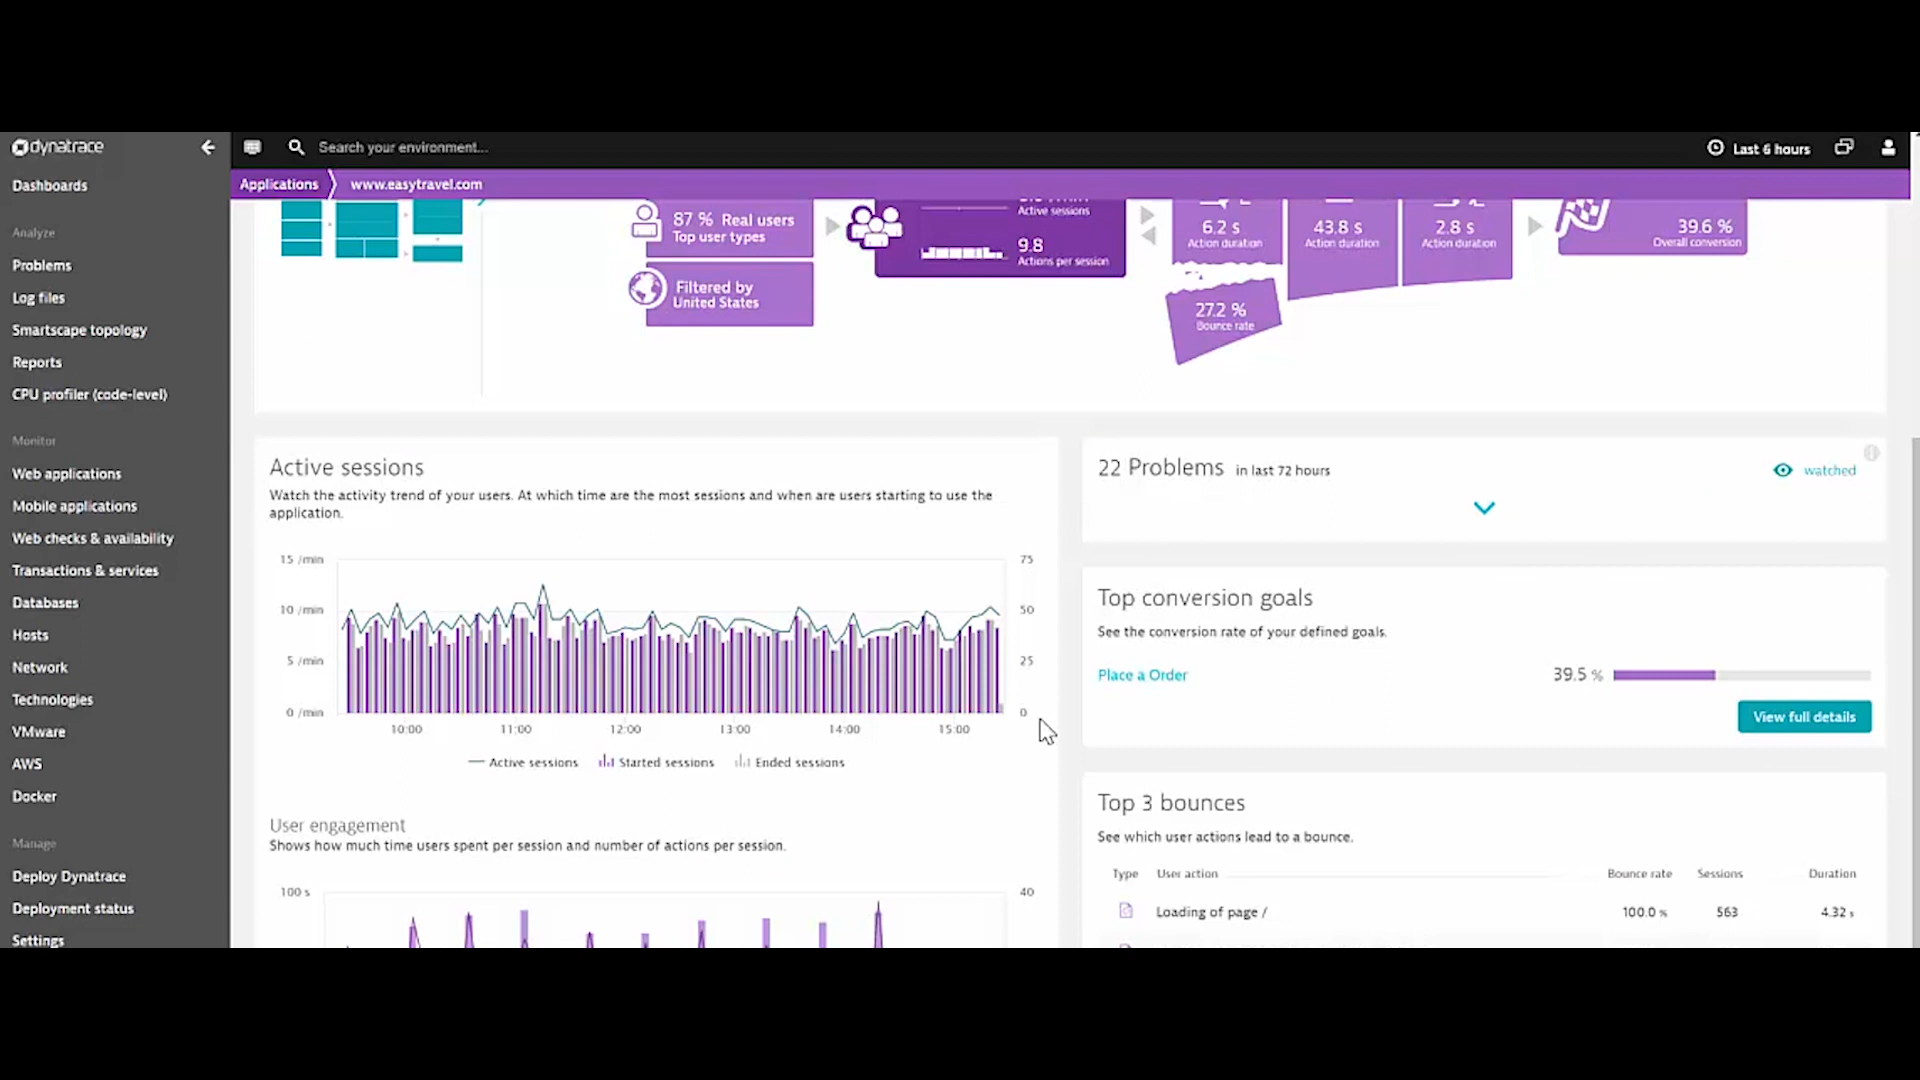 dynatrace
Search your environment...
Last 6 hours
Dashboards
Applications
www.easytravel.com
Analyze
Problems
Log files
Smartscape topology
Reports
CPU profiler (code-level)
Monitor
Web applications
Mobile applications
Web checks & availability
Transactions & services
Databases
Hosts
Network
Technologies
VMware
AWS
Docker
Manage
Deploy Dynatrace
Deployment status
Settings
87 % Real users
Top user types
Filtered by
United States
Active sessions
9.8
Actions per session
6.2 s
Action duration
43.8 s
Action duration
2.8 s
Action duration
39.6 %
Overall conversion
27.2 %
Bounce rate
Active sessions
Watch the activity trend of your users. At which time are the most sessions and when are users starting to use the
application.
15 /min 75
10 /min 50
5 /min 25
0 /min 0
10:00 11:00 12:00 13:00 14:00 15:00
Active sessions Started sessions Ended sessions
User engagement
Shows how much time users spent per session and number of actions per session.
100 s 40
22 Problems in last 72 hours
watched
Top conversion goals
See the conversion rate of your defined goals.
Place a Order 39.5 %
View full details
Top 3 bounces
See which user actions lead to a bounce.
Type User action Bounce rate Sessions Duration
Loading of page / 100.0 % 563 4.32 s